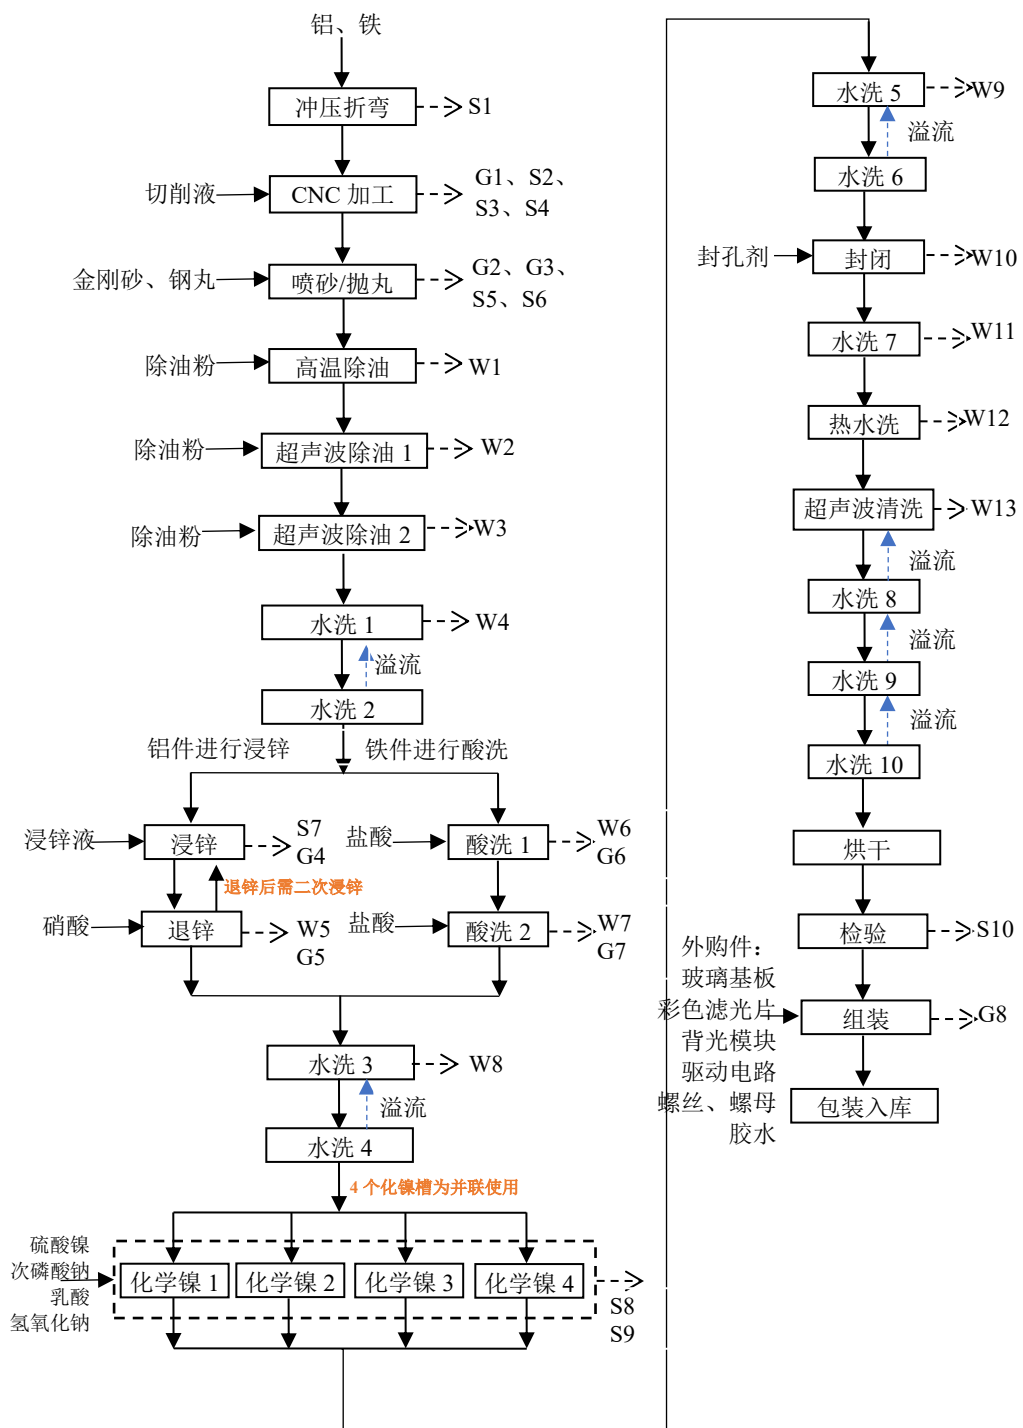 铝、铁
冲压折弯
S1
切削液
CNC 加工
G1、S2、
S3、S4
金刚砂、钢丸
喷砂/抛丸
G2、G3、
S5、S6
除油粉
高温除油
W1
除油粉
超声波除油 1
W2
除油粉
超声波除油 2
W3
水洗 1
W4
溢流
水洗 2
铝件进行浸锌
铁件进行酸洗
浸锌液
浸锌
S7
G4
盐酸
酸洗 1
W6
G6
退锌后需二次浸锌
硝酸
退锌
W5
G5
盐酸
酸洗 2
W7
G7
水洗 3
W8
溢流
水洗 4
4 个化镍槽为并联使用
硫酸镍
次磷酸钠
乳酸
氢氧化钠
化学镍 1
化学镍 2
化学镍 3
化学镍 4
S8
S9
水洗 5
W9
溢流
水洗 6
封孔剂
封闭
W10
水洗 7
W11
热水洗
W12
超声波清洗
W13
溢流
水洗 8
溢流
水洗 9
溢流
水洗 10
烘干
检验
S10
外购件：
玻璃基板
彩色滤光片
背光模块
驱动电路
螺丝、螺母
胶水
组装
G8
包装入库